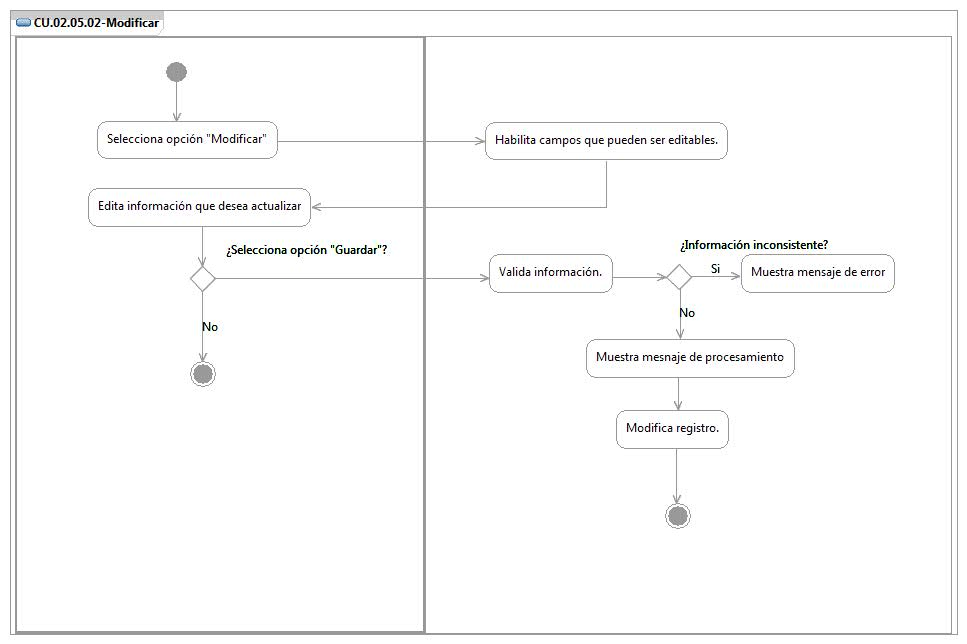 CU.02.05.02-Modificar
Selecciona opción "Modificar"
Habilita campos que pueden ser editables.
Edita información que desea actualizar
¿Selecciona opción "Guardar"?
¿Información inconsistente?
Valida información.
Si
Muestra mensaje de error
No
No
Muestra mesnaje de procesamiento
Modifica registro.